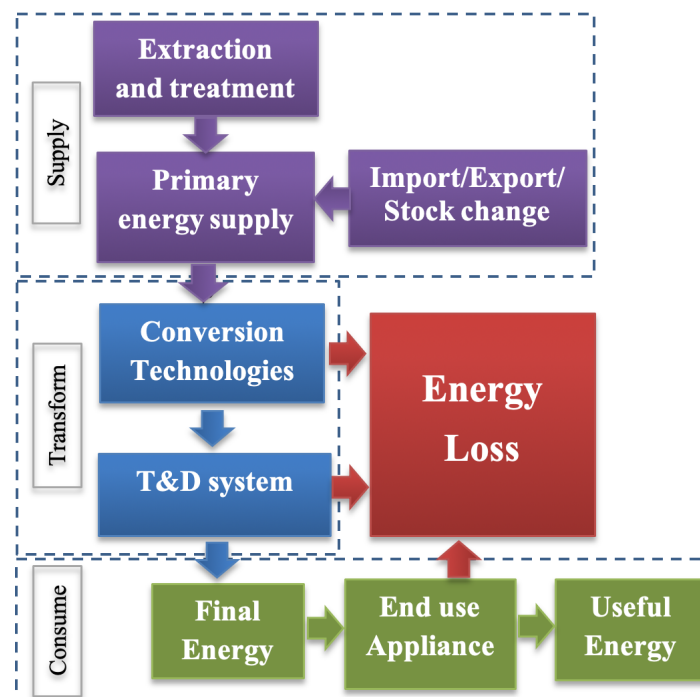 Supply
Extraction
and treatment
Primary
energy supply
Import/Export/
Stock change
Transform
Conversion
Technologies
T&D system
Energy
Loss
Consume
Final
Energy
End use
Appliance
Useful
Energy